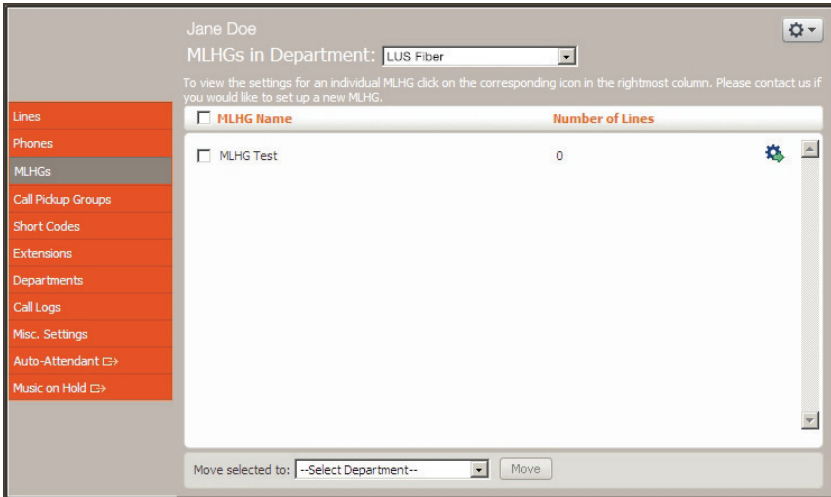 Jane Doe
MLHGs in Department: LUS Fiber
To view the settings for an individual MLHG click on the corresponding icon in the rightmost column. Please contact us if
you would like to set up a new MLHG.
Lines
Phones
MLHGs
Call Pickup Groups
Short Codes
Extensions
Departments
Call Logs
Misc. Settings
Auto-Attendant
Music on Hold
MLHG Name Number of Lines
MLHG Test 0
Move selected to: --Select Department-- Move